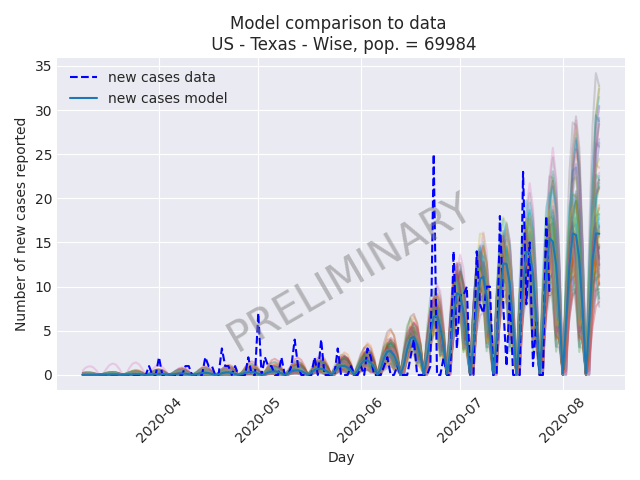 Model comparison to data
US - Texas - Wise, pop. = 69984
new cases data
new cases model
PRELIMINARY
Number of new cases reported
35
30
25
20
15
10
5
0
2020-04
2020-05
2020-06
2020-07
2020-08
Day